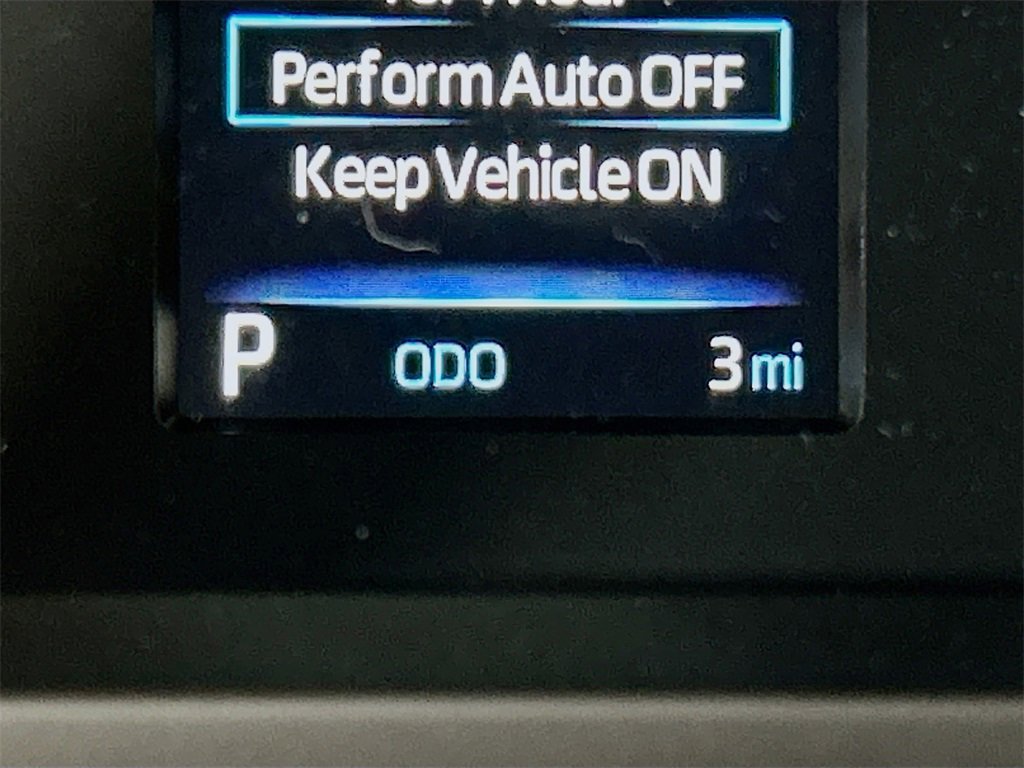 Perform Auto OFF
Keep Vehicle ON
P ODO 3 mi